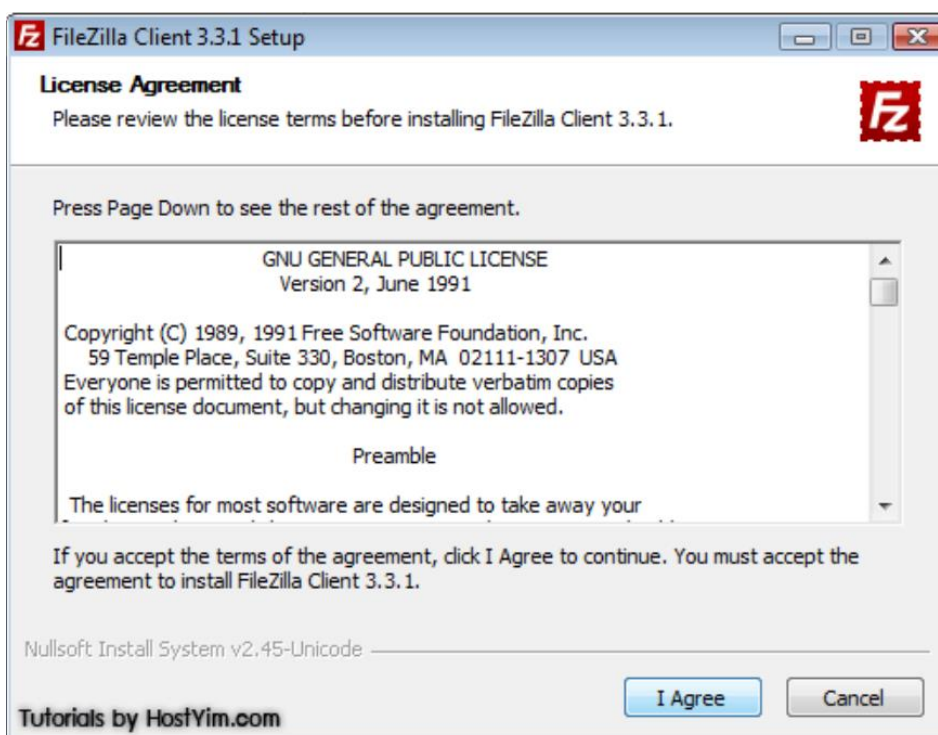 FileZilla Client 3.3.1 Setup
License Agreement
Please review the license terms before installing FileZilla Client 3.3.1.
Fz
Press Page Down to see the rest of the agreement.
GNU GENERAL PUBLIC LICENSE
Version 2, June 1991
Copyright (C) 1989, 1991 Free Software Foundation, Inc.
59 Temple Place, Suite 330, Boston, MA 02111-1307 USA
Everyone is permitted to copy and distribute verbatim copies
of this license document, but changing it is not allowed.
Preamble
The licenses for most software are designed to take away your
If you accept the terms of the agreement, click I Agree to continue. You must accept the
agreement to install FileZilla Client 3.3.1.
Nullsoft Install System v2.45-Unicode
I Agree
Cancel
Tutorials by HostYim.com